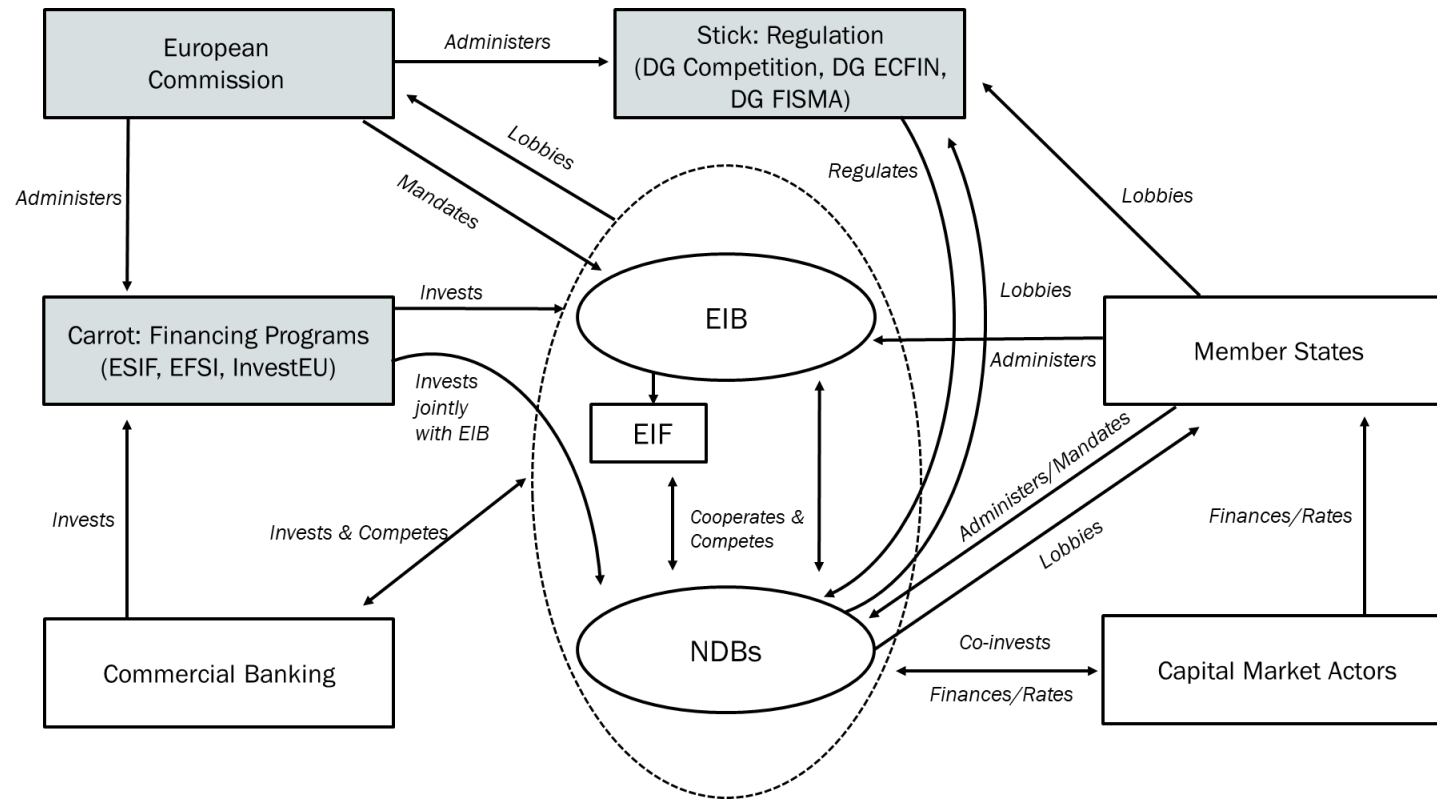 European
Commission
Administers
Stick: Regulation
(DG Competition, DG ECFIN,
DG FISMA)
Lobbies
Mandates
Regulates
Lobbies
Administers
Invests
Carrot: Financing Programs
(ESIF, EFSI, InvestEU)
EIB
Lobbies
Administers
Member States
Invests
jointly
with EIB
EIF
Invests
Invests & Competes
Cooperates &
Competes
Administers/Mandates
Lobbies
Finances/Rates
Commercial Banking
NDBs
Co-invests
Finances/Rates
Capital Market Actors